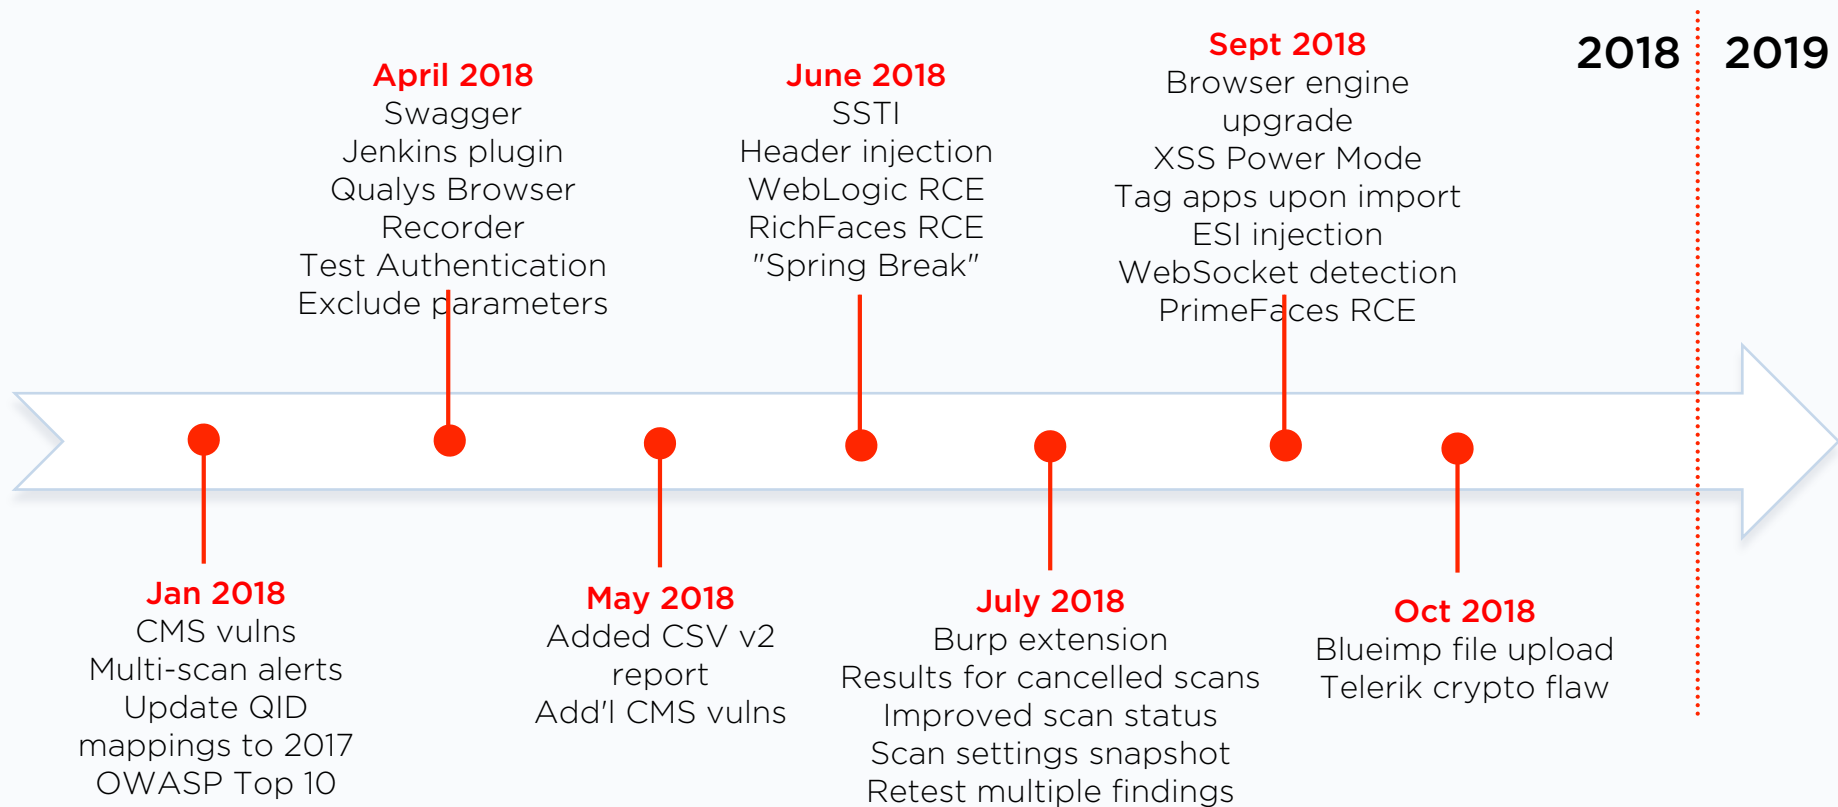 April 2018
Swagger
Jenkins plugin
Qualys Browser
Recorder
Test Authentication
Exclude parameters
June 2018
SSTI
Header injection
WebLogic RCE
RichFaces RCE
"Spring Break"
Sept 2018
Browser engine
upgrade
XSS Power Mode
Tag apps upon import
ESI injection
WebSocket detection
PrimeFaces RCE
2018
2019
Jan 2018
CMS vulns
Multi-scan alerts
Update QID
mappings to 2017
OWASP Top 10
May 2018
Added CSV v2
report
Add'l CMS vulns
July 2018
Burp extension
Results for cancelled scans
Improved scan status
Scan settings snapshot
Retest multiple findings
Oct 2018
Blueimp file upload
Telerik crypto flaw